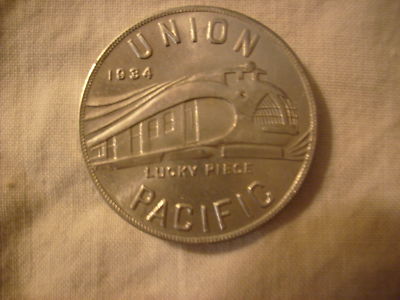 UNION
1934
LUCKY PIECE
PACIFIC